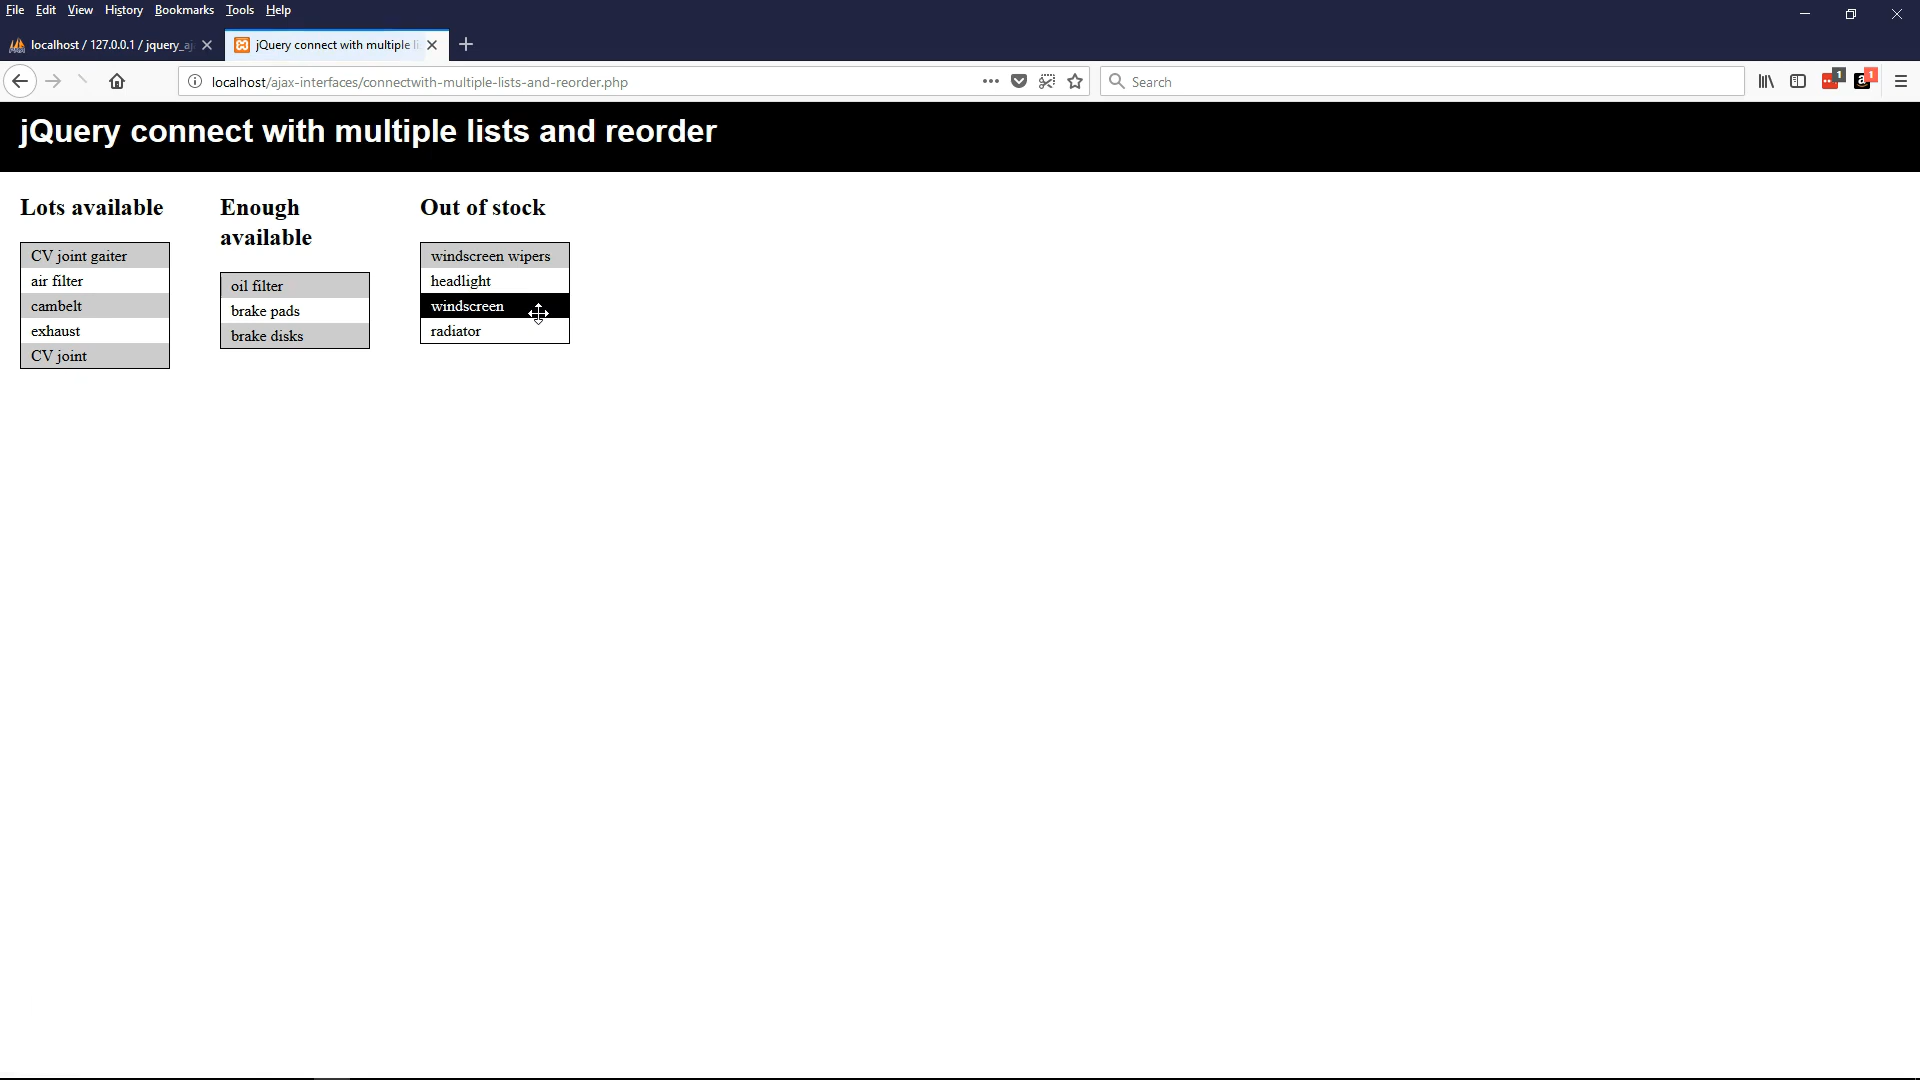 File Edit View History Bookmarks Tools Help
localhost / 127.0.0.1 / jquery_aj
jQuery connect with multiple li
localhost/ajax-interfaces/connectwith-multiple-lists-and-reorder.php
Search
1
1
jQuery connect with multiple lists and reorder
Lots available
CV joint gaiter
air filter
cambelt
exhaust
CV joint
Enough
available
oil filter
brake pads
brake disks
Out of stock
windscreen wipers
headlight
windscreen
radiator